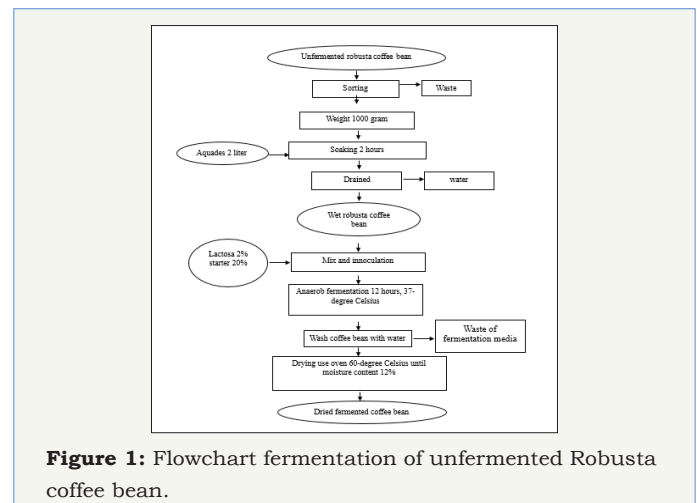 Unfermented robusta coffee bean
Sorting
Waste
Weight 1000 gram
Aquades 2 liter
Soaking 2 hours
Drained
water
Wet robusta coffee
bean
Lactosa 2%
starter 20%
Mix and innoculation
Anaerob fermentation 12 hours, 37-
degree Celsius
Wash coffee bean with water
Waste of
fermentation media
Drying use oven 60-degree Celsius until
moisture content 12%
Dried fermented coffee bean
Figure 1: Flowchart fermentation of unfermented Robusta
coffee bean.